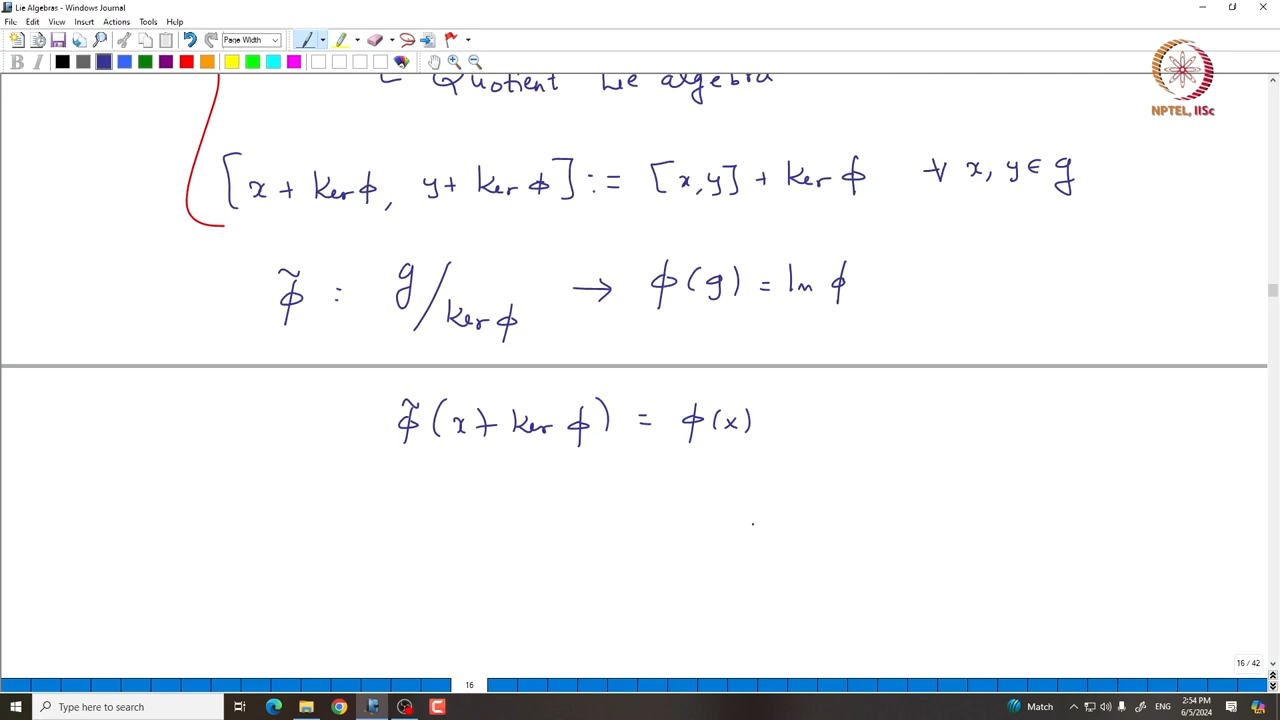 Lie Algebras - Windows Journal
File Edit View Insert Actions Tools Help
Page Width
B I
NPTEL, IISc
Quotient Lie algebra
[x + Ker φ, y + Ker φ] := [x,y] + Ker φ ∀ x, y ∈ g
φ̃ : g/Ker φ → φ(g) = Im φ
φ̃(x + Ker φ) = φ(x)
16 / 42
16
Type here to search
Match
ENG
2:54 PM
6/5/2024